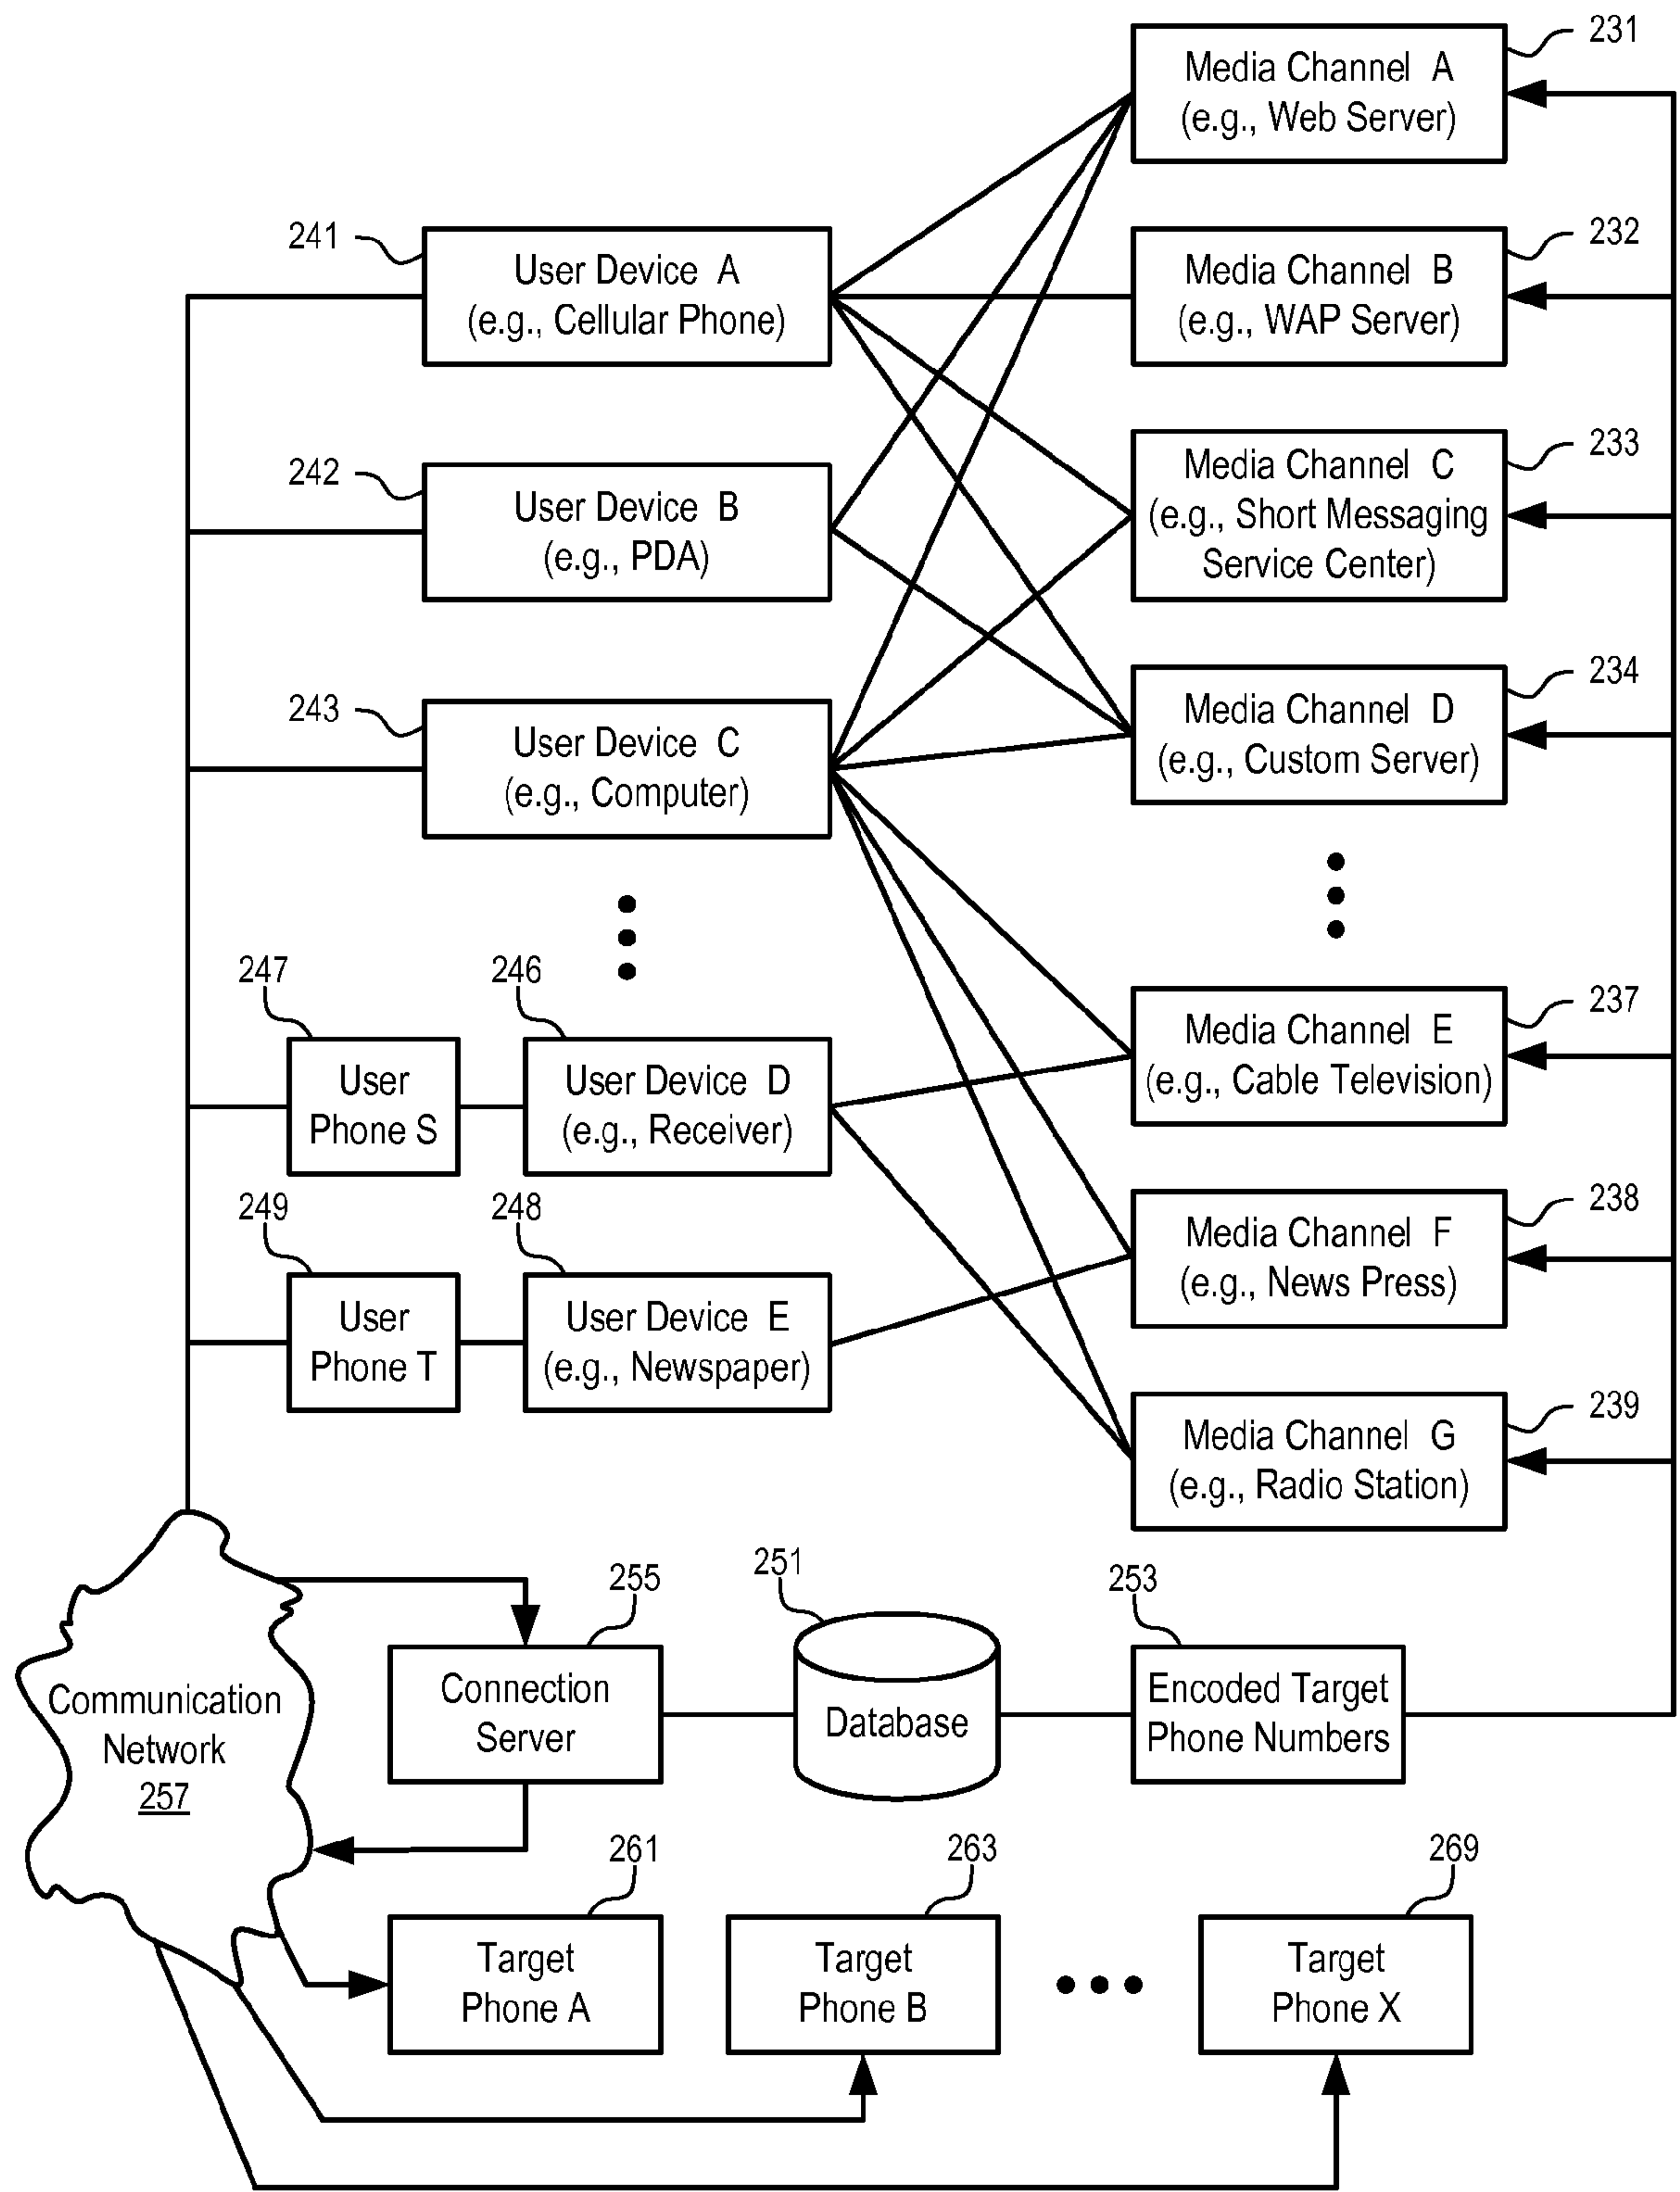 231
Media Channel A
(e.g., Web Server)
241
User Device A
(e.g., Cellular Phone)
232
Media Channel B
(e.g., WAP Server)
242
User Device B
(e.g., PDA)
233
Media Channel C
(e.g., Short Messaging
Service Center)
243
User Device C
(e.g., Computer)
234
Media Channel D
(e.g., Custom Server)
247
User
Phone S
246
User Device D
(e.g., Receiver)
237
Media Channel E
(e.g., Cable Television)
249
User
Phone T
248
User Device E
(e.g., Newspaper)
238
Media Channel F
(e.g., News Press)
239
Media Channel G
(e.g., Radio Station)
Communication
Network
257
255
Connection
Server
251
Database
253
Encoded Target
Phone Numbers
261
Target
Phone A
263
Target
Phone B
269
Target
Phone X